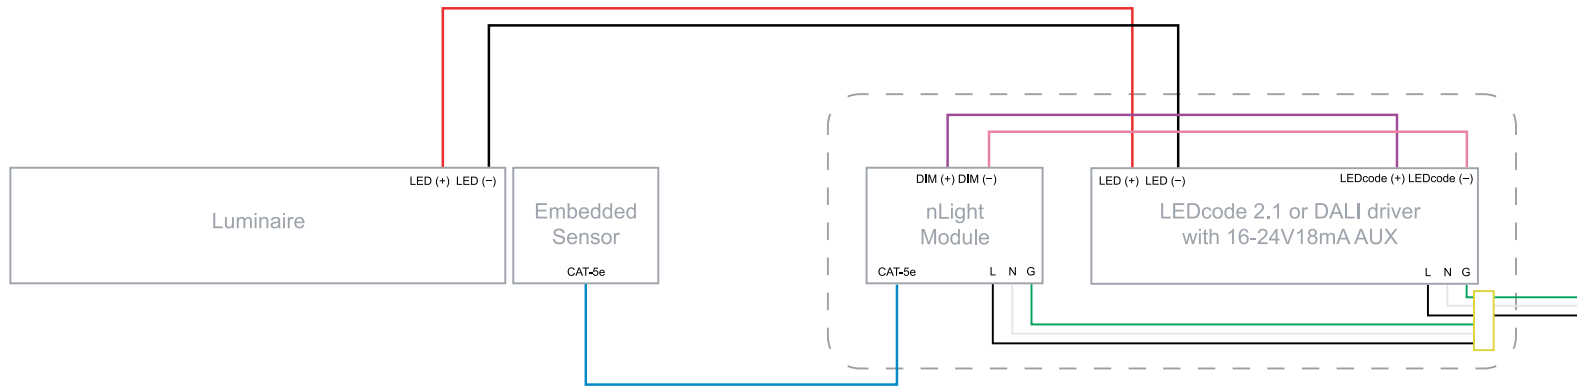 LED (+) LED (−)
Luminaire
Embedded
Sensor
CAT-5e
DIM (+) DIM (−)
nLight
Module
CAT-5e
L N G
LED (+) LED (−)
LEDcode (+) LEDcode (−)
LEDcode 2.1 or DALI driver
with 16-24V18mA AUX
L N G